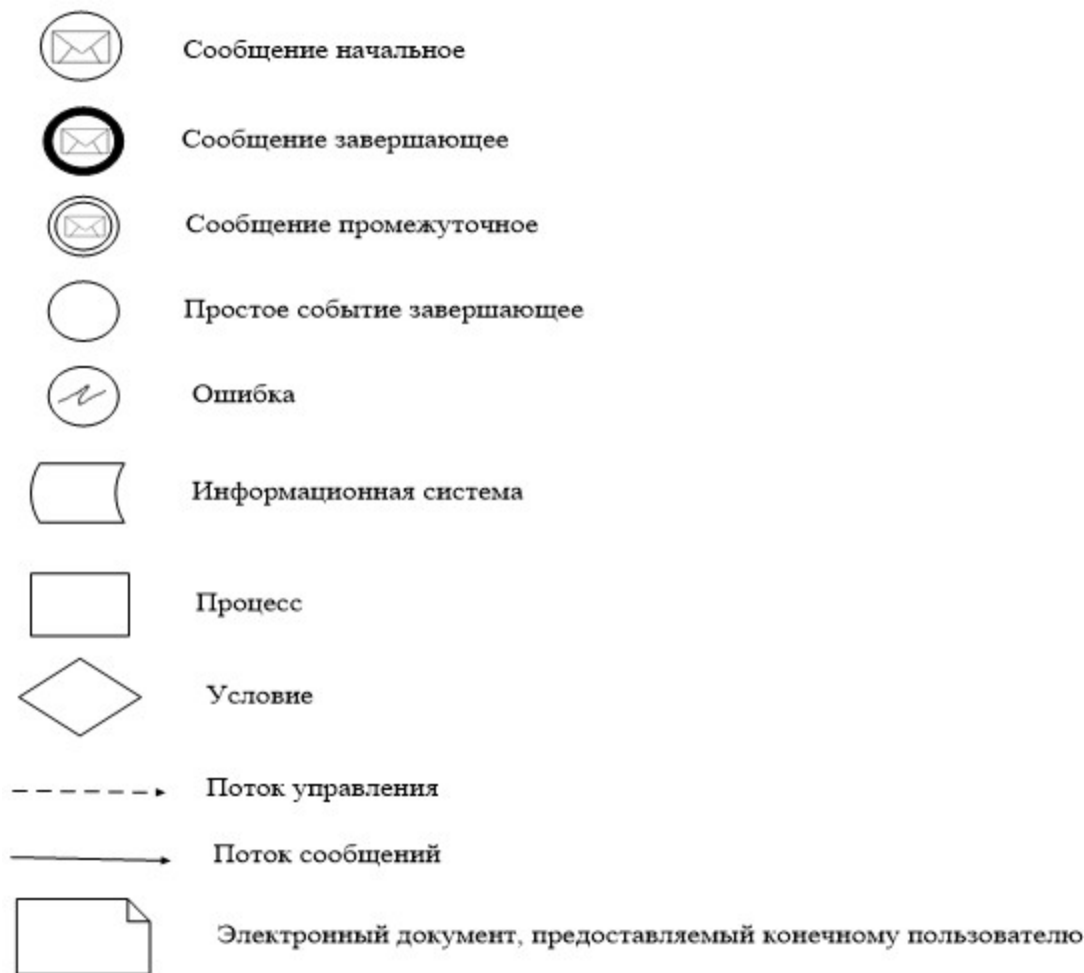 Сообщение начальное
Сообщение завершающее
Сообщение промежуточное
Простое событие завершающее
Ошибка
Информационная система
Процесс
Условие
Поток управления
Поток сообщений
Электронный документ, предоставляемый конечному пользователю